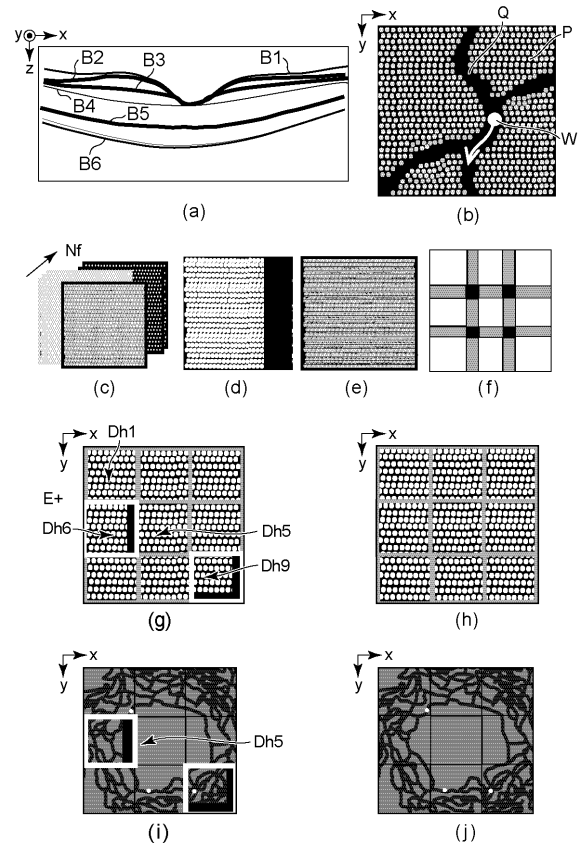 y x
z
B2 B3 B1
B4
B5
B6
(a)
x
y
Q
P
W
(b)
Nf
(c) (d) (e) (f)
x
y
Dh1
E+
Dh6
Dh5
Dh9
(g)
x
y
(h)
x
y
Dh5
(i)
x
y
(j)